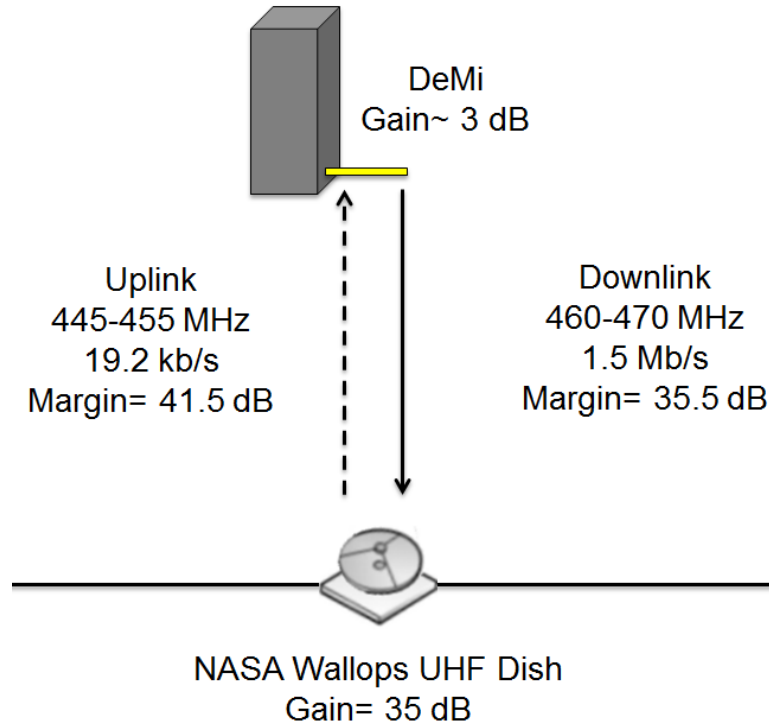 DeMi
Gain~ 3 dB
Uplink
445-455 MHz
19.2 kb/s
Margin= 41.5 dB
Downlink
460-470 MHz
1.5 Mb/s
Margin= 35.5 dB
NASA Wallops UHF Dish
Gain= 35 dB